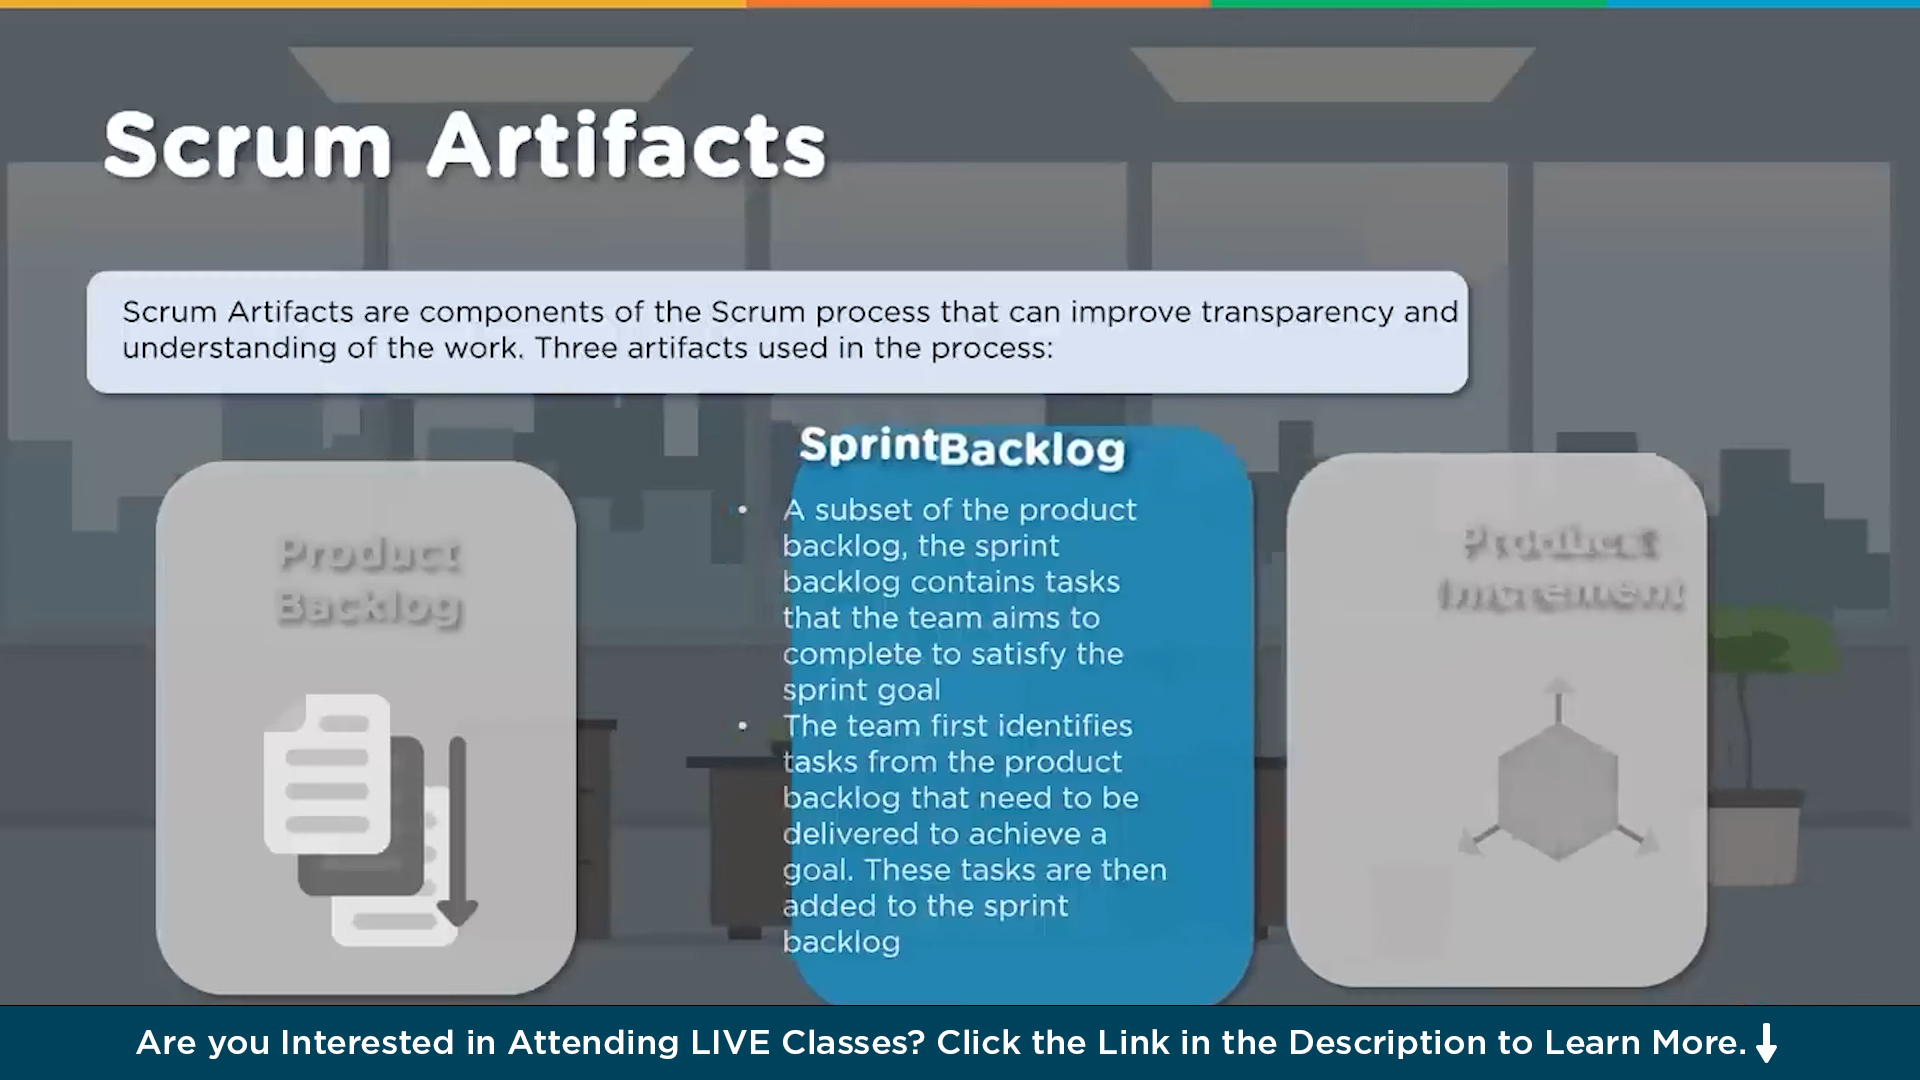 Scrum Artifacts
Scrum Artifacts are components of the Scrum process that can improve transparency and
understanding of the work. Three artifacts used in the process:
Product
Backlog
SprintBacklog
• A subset of the product
backlog, the sprint
backlog contains tasks
that the team aims to
complete to satisfy the
sprint goal
• The team first identifies
tasks from the product
backlog that need to be
delivered to achieve a
goal. These tasks are then
added to the sprint
backlog
Product
Increment
Are you Interested in Attending LIVE Classes? Click the Link in the Description to Learn More.